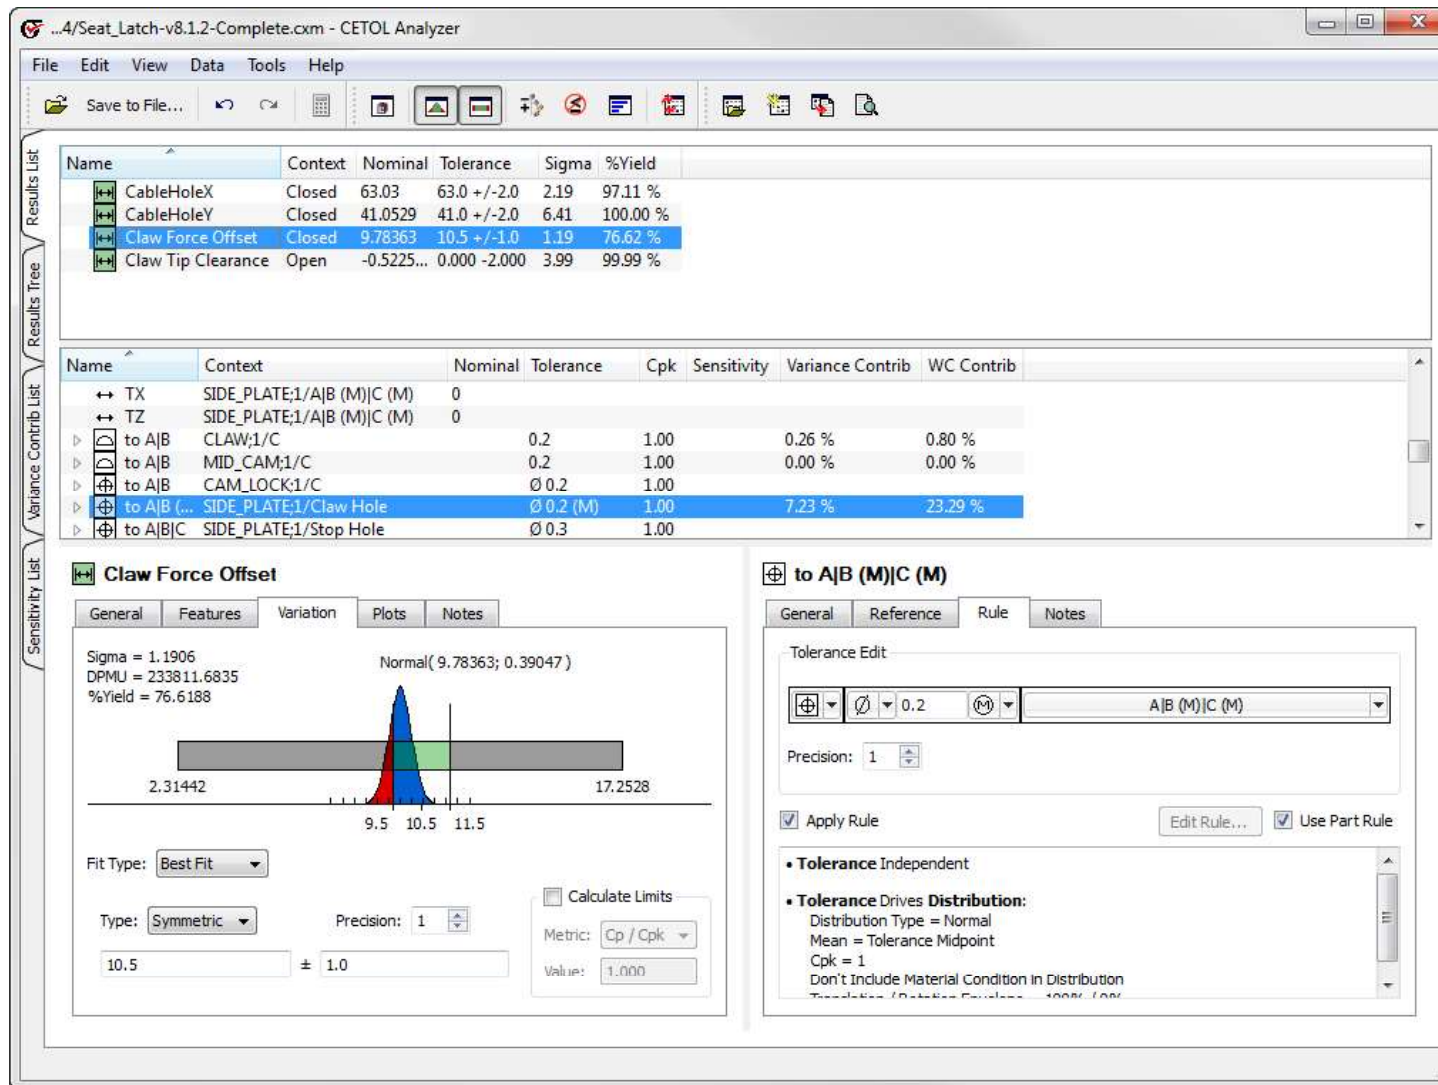 ...4/Seat_Latch-v8.1.2-Complete.cxm - CETOL Analyzer
File Edit View Data Tools Help
Save to File...
Results List
Results Tree
Variance Contrib List
Sensitivity List
Name Context Nominal Tolerance Sigma %Yield
CableHoleX Closed 63.03 63.0 +/-2.0 2.19 97.11 %
CableHoleY Closed 41.0529 41.0 +/-2.0 6.41 100.00 %
Claw Force Offset Closed 9.78363 10.5 +/-1.0 1.19 76.62 %
Claw Tip Clearance Open -0.5225... 0.000 -2.000 3.99 99.99 %
Name Context Nominal Tolerance Cpk Sensitivity Variance Contrib WC Contrib
TX SIDE_PLATE;1/A|B (M)|C (M) 0
TZ SIDE_PLATE;1/A|B (M)|C (M) 0
to A|B CLAW;1/C 0.2 1.00 0.26 % 0.80 %
to A|B MID_CAM;1/C 0.2 1.00 0.00 % 0.00 %
to A|B CAM_LOCK;1/C Ø 0.2 1.00
to A|B (... SIDE_PLATE;1/Claw Hole Ø 0.2 (M) 1.00 7.23 % 23.29 %
to A|B|C SIDE_PLATE;1/Stop Hole Ø 0.3 1.00
Claw Force Offset
General Features Variation Plots Notes
Sigma = 1.1906
DPMU = 233811.6835
%Yield = 76.6188
Normal( 9.78363; 0.39047 )
2.31442 17.2528
9.5 10.5 11.5
Fit Type: Best Fit
Type: Symmetric Precision: 1
10.5 ± 1.0
Calculate Limits
Metric: Cp / Cpk
Value: 1.000
to A|B (M)|C (M)
General Reference Rule Notes
Tolerance Edit
Ø 0.2 Ⓜ A|B (M)|C (M)
Precision: 1
Apply Rule Edit Rule... Use Part Rule
• Tolerance Independent
• Tolerance Drives Distribution:
Distribution Type = Normal
Mean = Tolerance Midpoint
Cpk = 1
Don't Include Material Condition in Distribution
Translation / Rotation Envelope = 100% / 0%